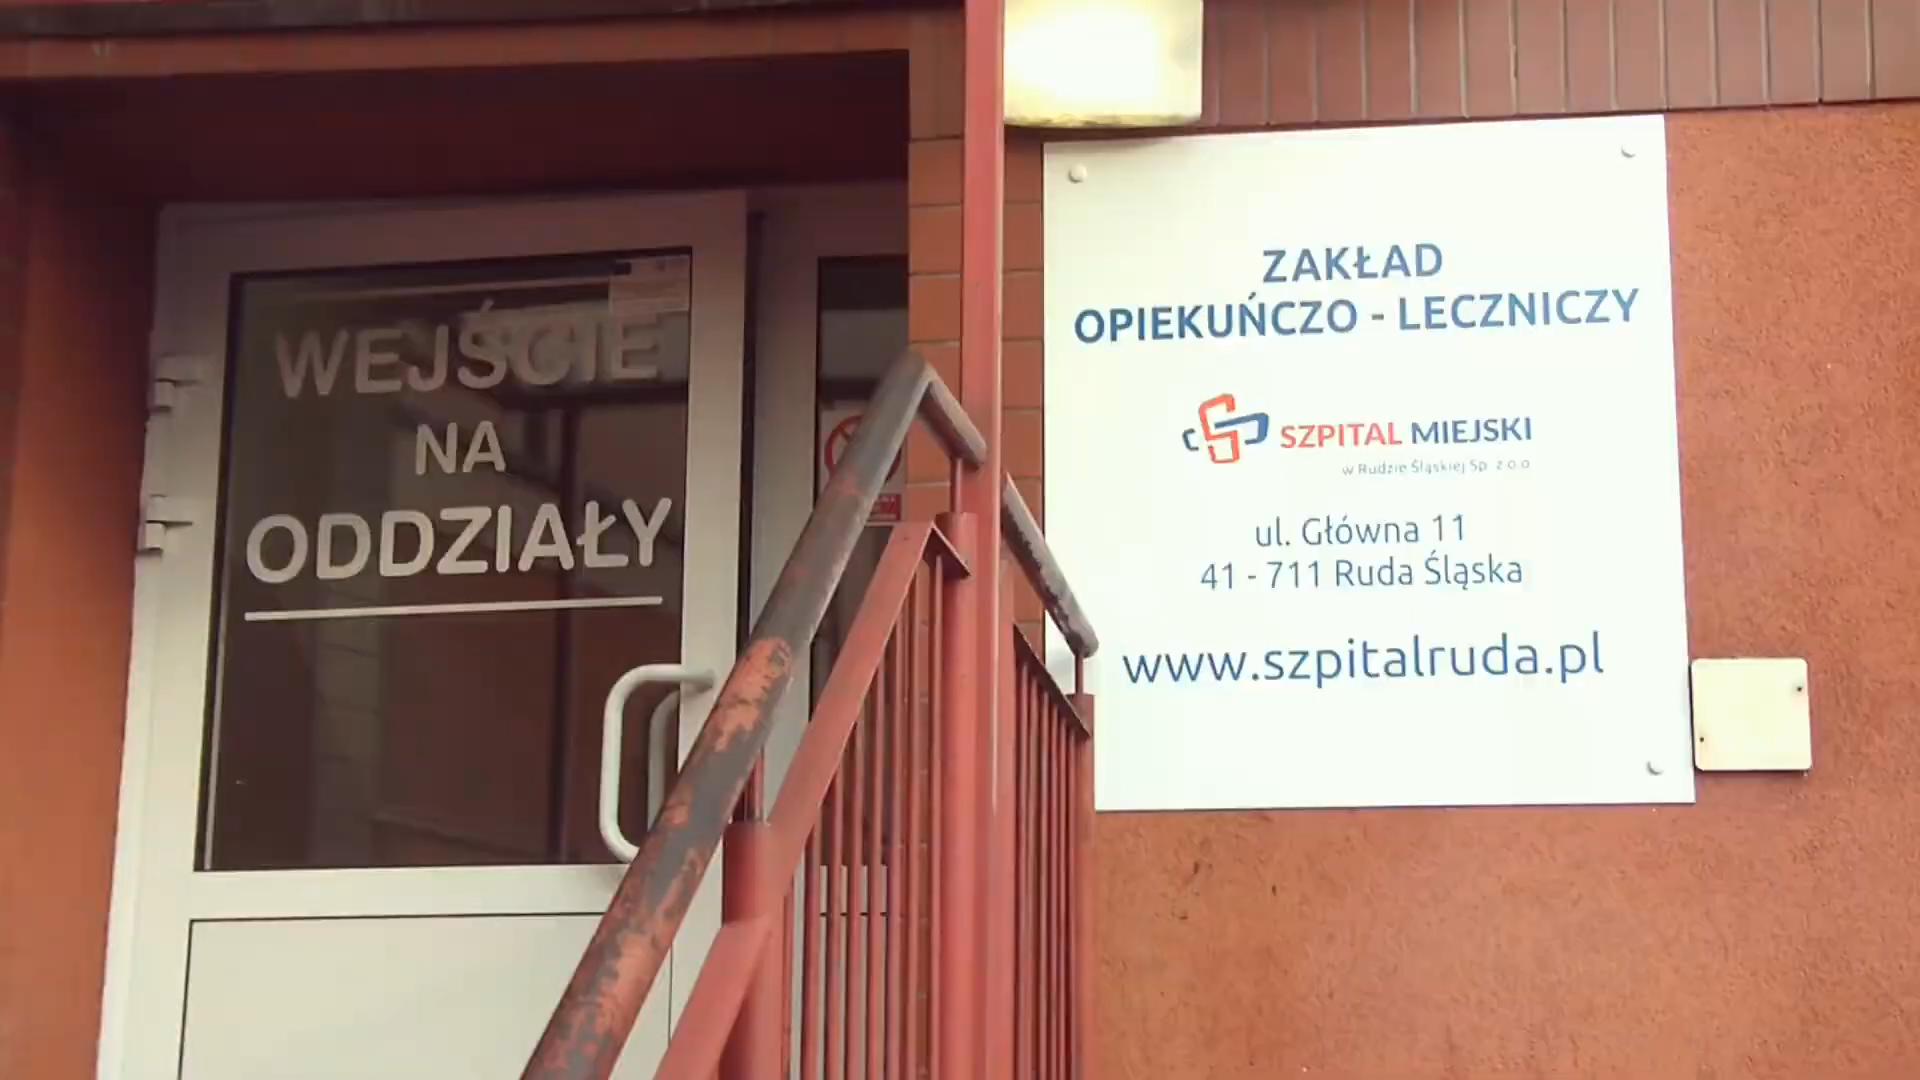 WEJŚCIE
NA
ODDZIAŁY
ZAKŁAD
OPIEKUŃCZO - LECZNICZY
SZPITAL MIEJSKI
w Rudzie Śląskiej Sp. z o.o.
ul. Główna 11
41 - 711 Ruda Śląska
www.szpitalruda.pl